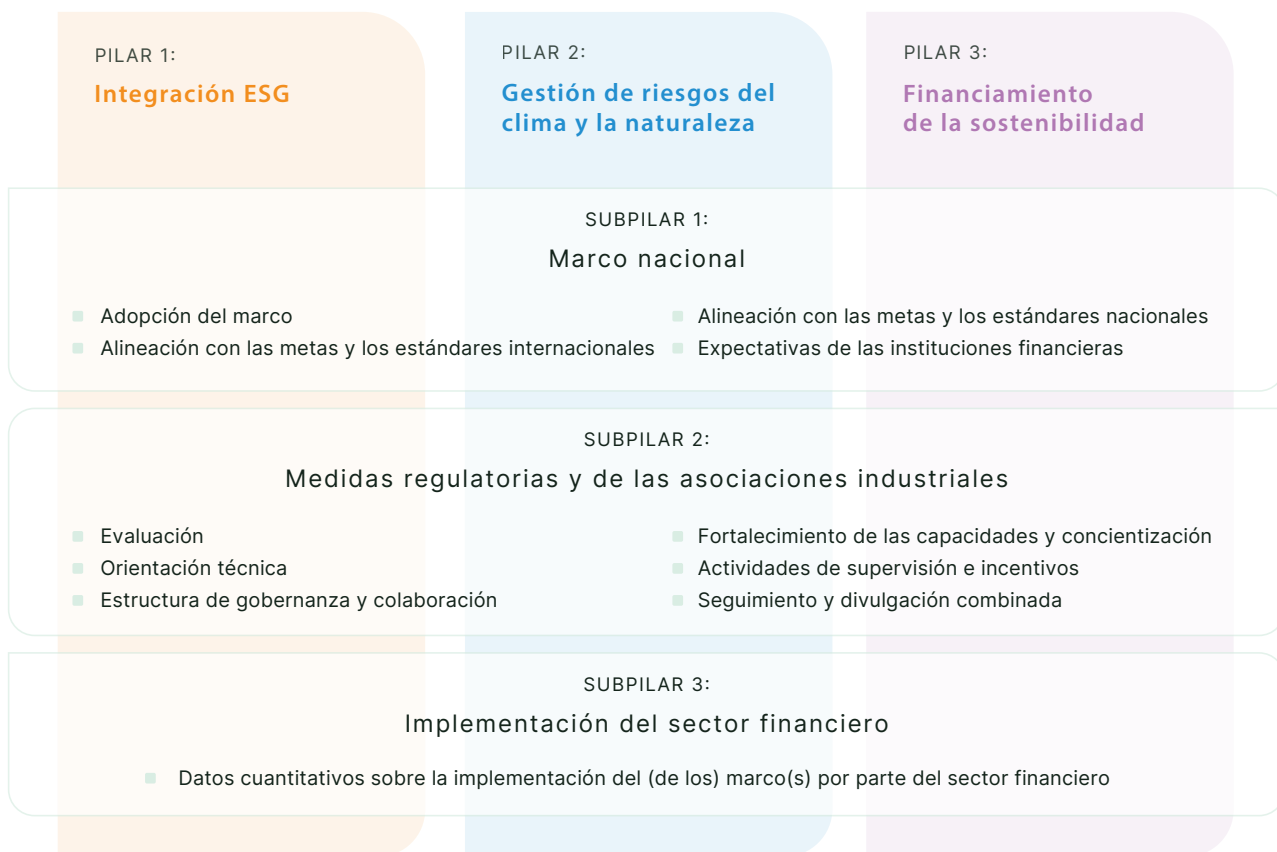 PILAR 1:
Integración ESG
PILAR 2:
Gestión de riesgos del
clima y la naturaleza
PILAR 3:
Financiamiento
de la sostenibilidad
SUBPILAR 1:
Marco nacional
Adopción del marco
Alineación con las metas y los estándares internacionales
Alineación con las metas y los estándares nacionales
Expectativas de las instituciones financieras
SUBPILAR 2:
Medidas regulatorias y de las asociaciones industriales
Evaluación
Orientación técnica
Estructura de gobernanza y colaboración
Fortalecimiento de las capacidades y concientización
Actividades de supervisión e incentivos
Seguimiento y divulgación combinada
SUBPILAR 3:
Implementación del sector financiero
Datos cuantitativos sobre la implementación del (de los) marco(s) por parte del sector financiero